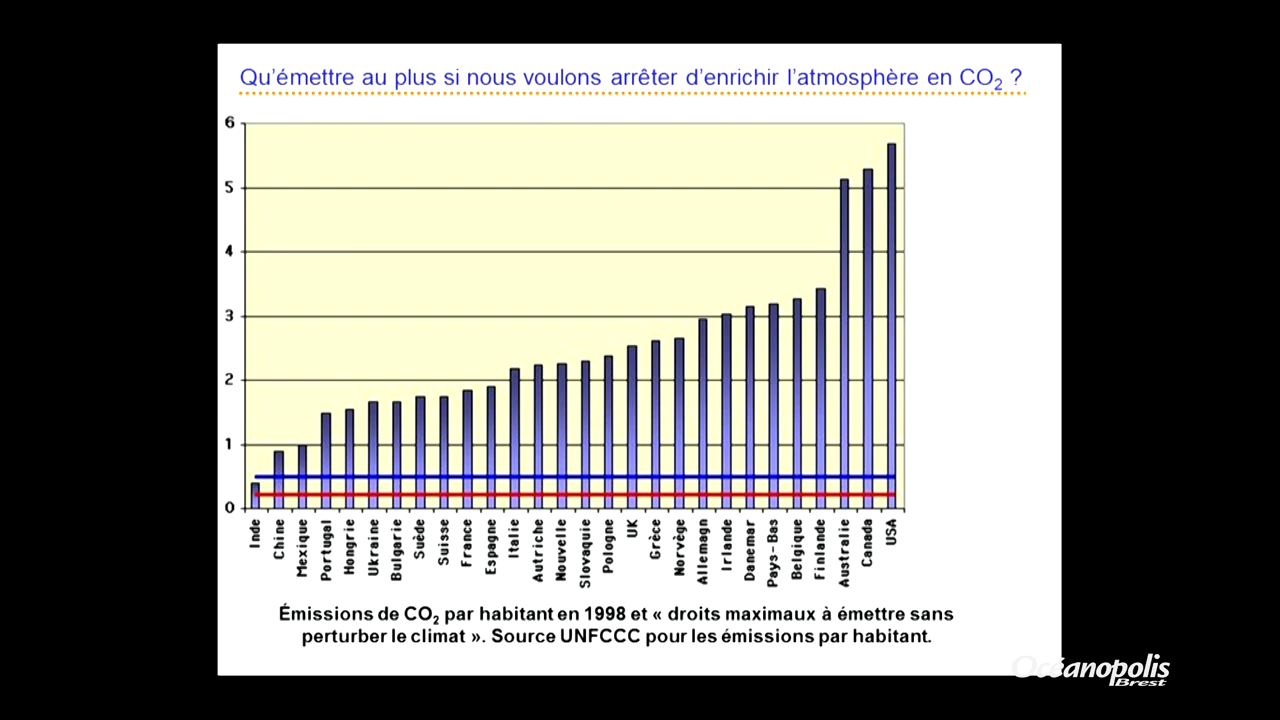 Qu'émettre au plus si nous voulons arrêter d'enrichir l'atmosphère en CO₂ ?
6
5
4
3
2
1
0
Inde
Chine
Mexique
Portugal
Hongrie
Ukraine
Bulgarie
Suède
Suisse
France
Espagne
Italie
Autriche
Nouvelle
Slovaquie
Pologne
UK
Grèce
Norvège
Allemagn
Irlande
Danemar
Pays-Bas
Belgique
Finlande
Australie
Canada
USA
Émissions de CO₂ par habitant en 1998 et « droits maximaux à émettre sans
perturber le climat ». Source UNFCCC pour les émissions par habitant.
Océanopolis
Brest